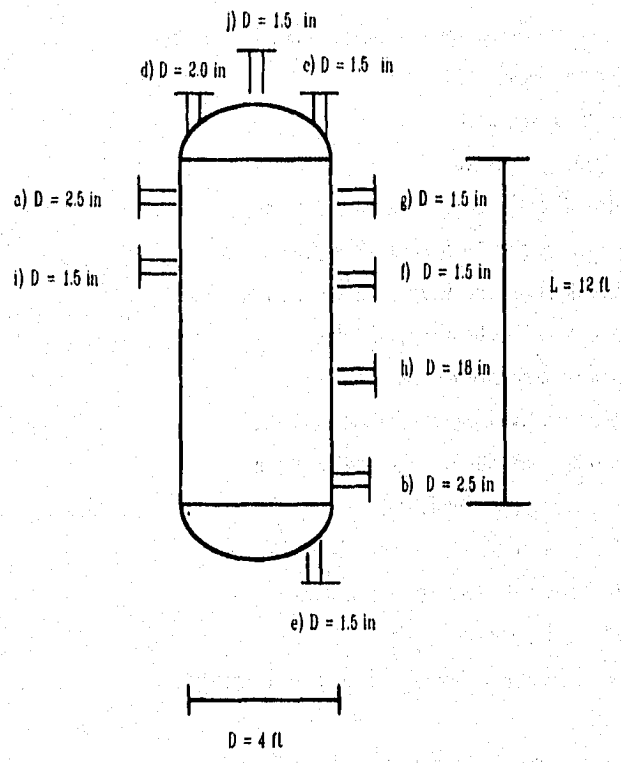 j) D = 1.5 in
d) D = 2.0 in
c) D = 1.5 in
a) D = 2.5 in
g) D = 1.5 in
i) D = 1.5 in
f) D = 1.5 in
L = 12 ft
h) D = 18 in
b) D = 2.5 in
e) D = 1.5 in
D = 4 ft